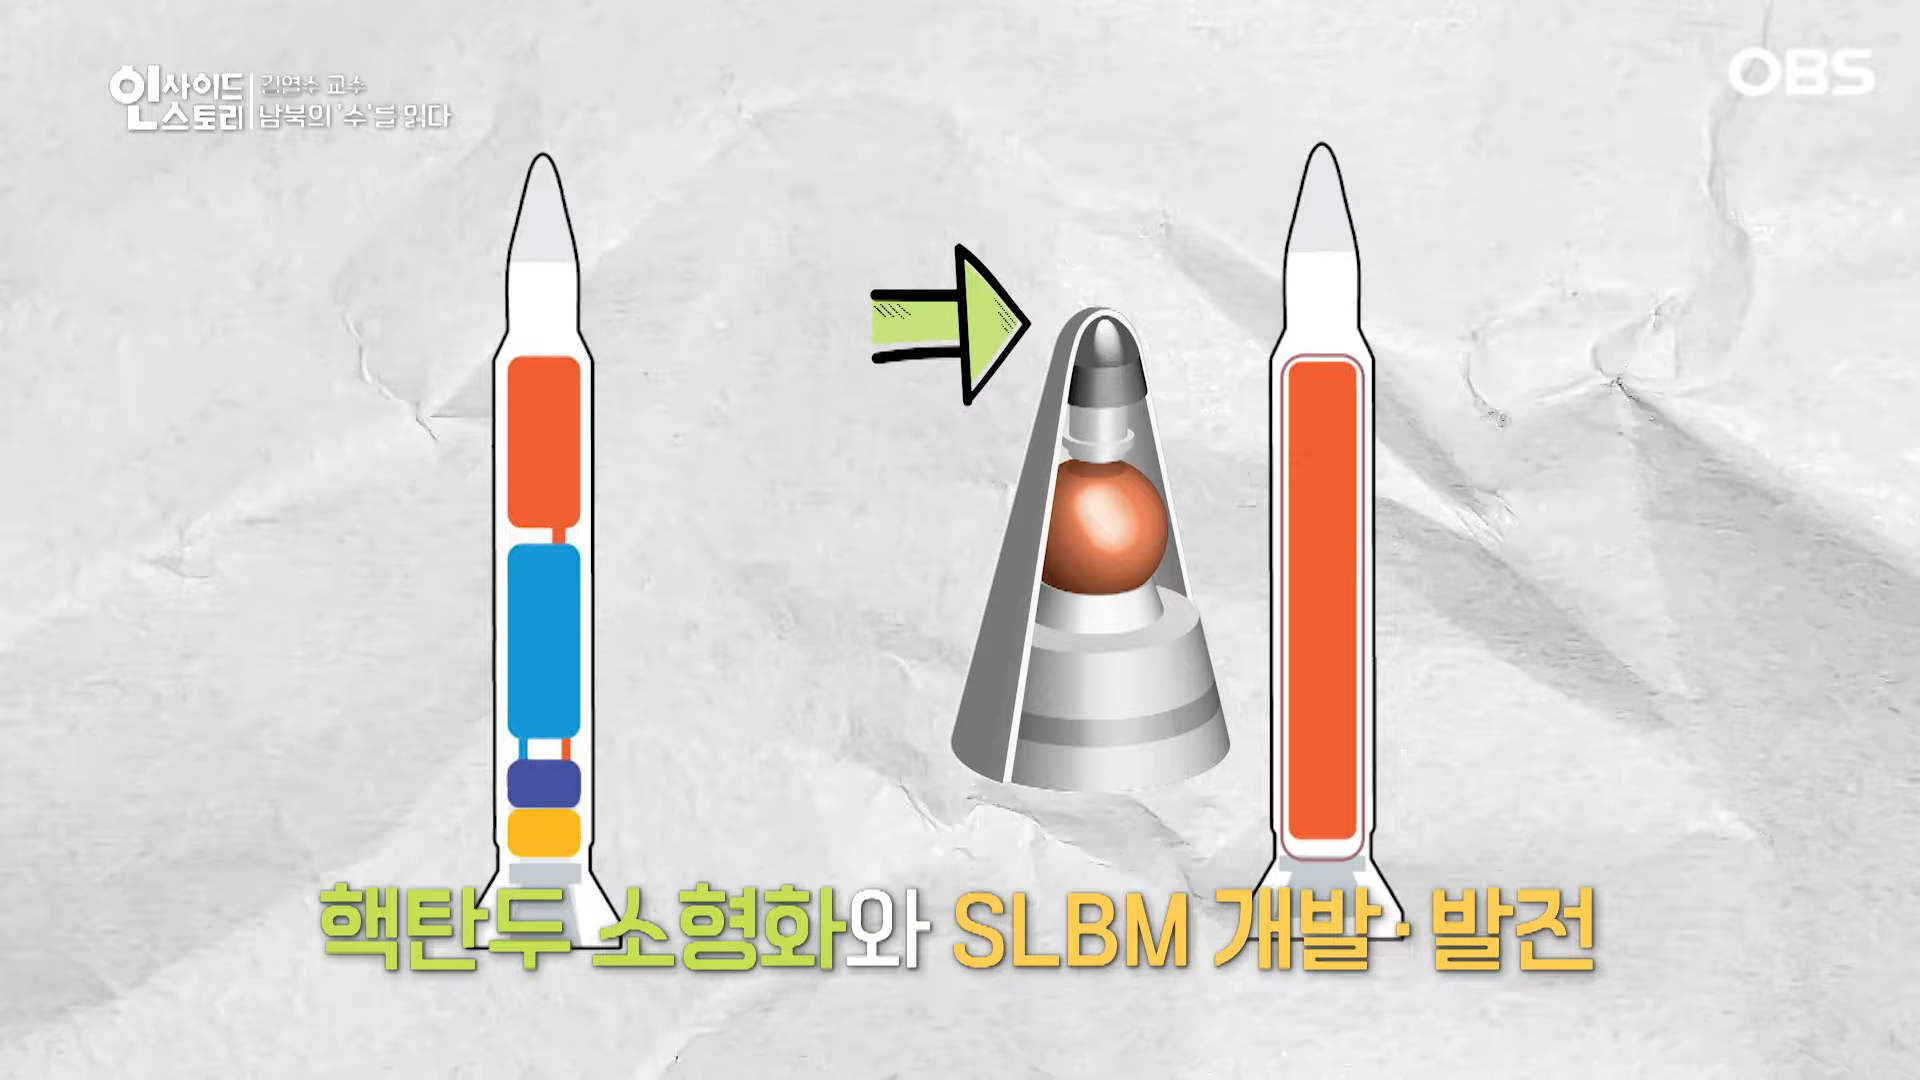 인사이드
스토리
김열수 교수
남북의 '수'를 읽다
OBS
핵탄두 소형화와 SLBM 개발·발전